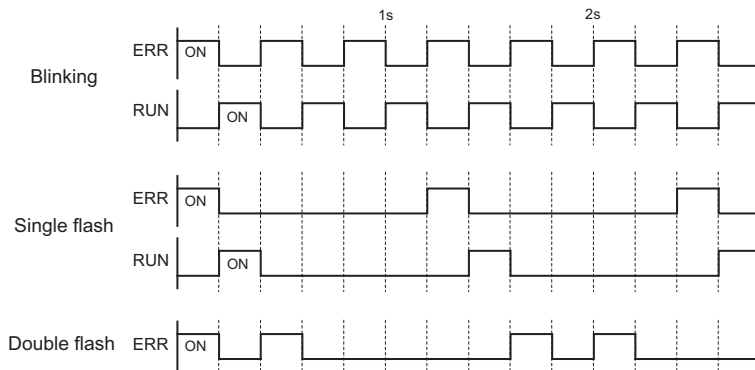 1s 2s
ERR ON
Blinking
RUN ON
ERR ON
Single flash
RUN ON
Double flash ERR ON